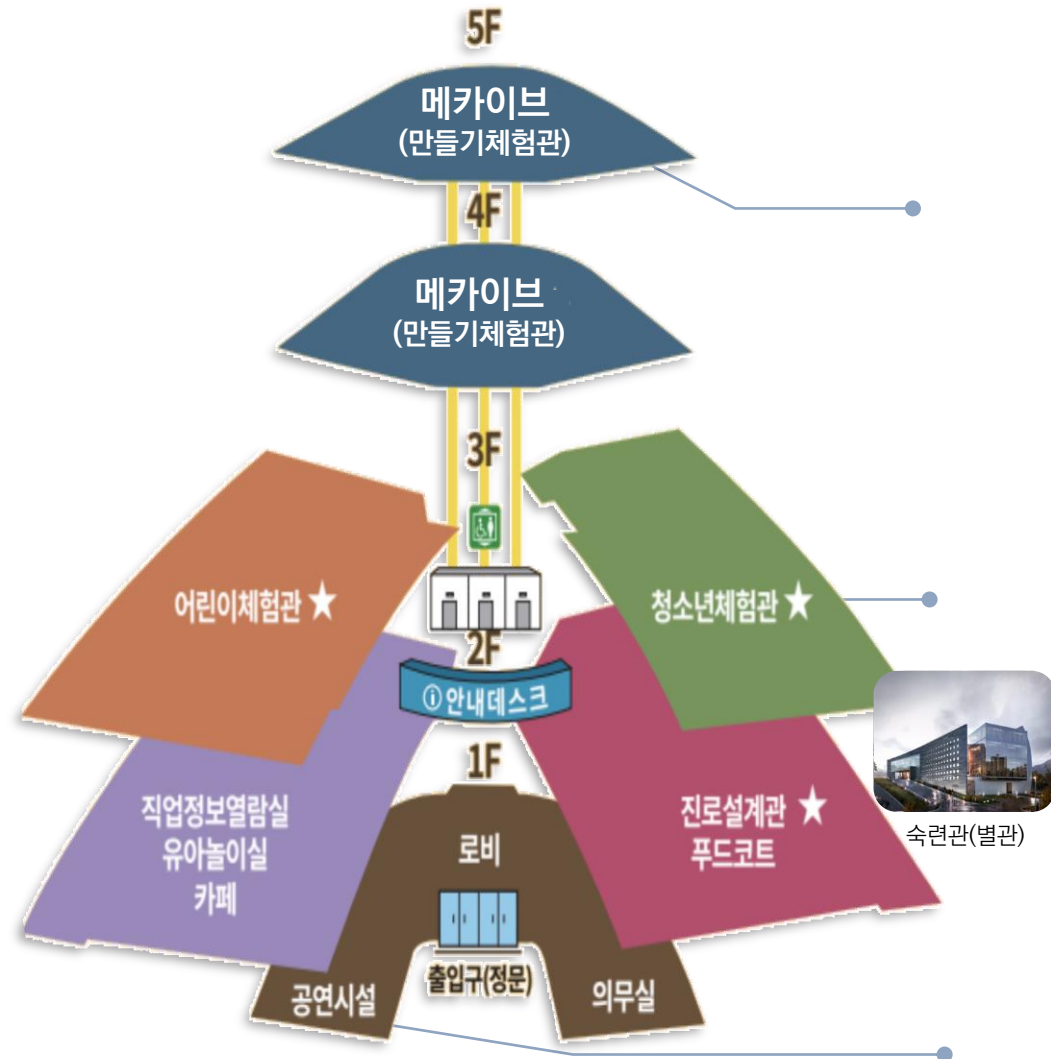 5F
메카이브
(만들기체험관)
4F
메카이브
(만들기체험관)
3F
어린이체험관 ★
청소년체험관 ★
2F
ⓘ안내데스크
1F
직업정보열람실
유아놀이실
카페
로비
진로설계관 ★
푸드코트
숙련관(별관)
출입구(정문)
공연시설
의무실